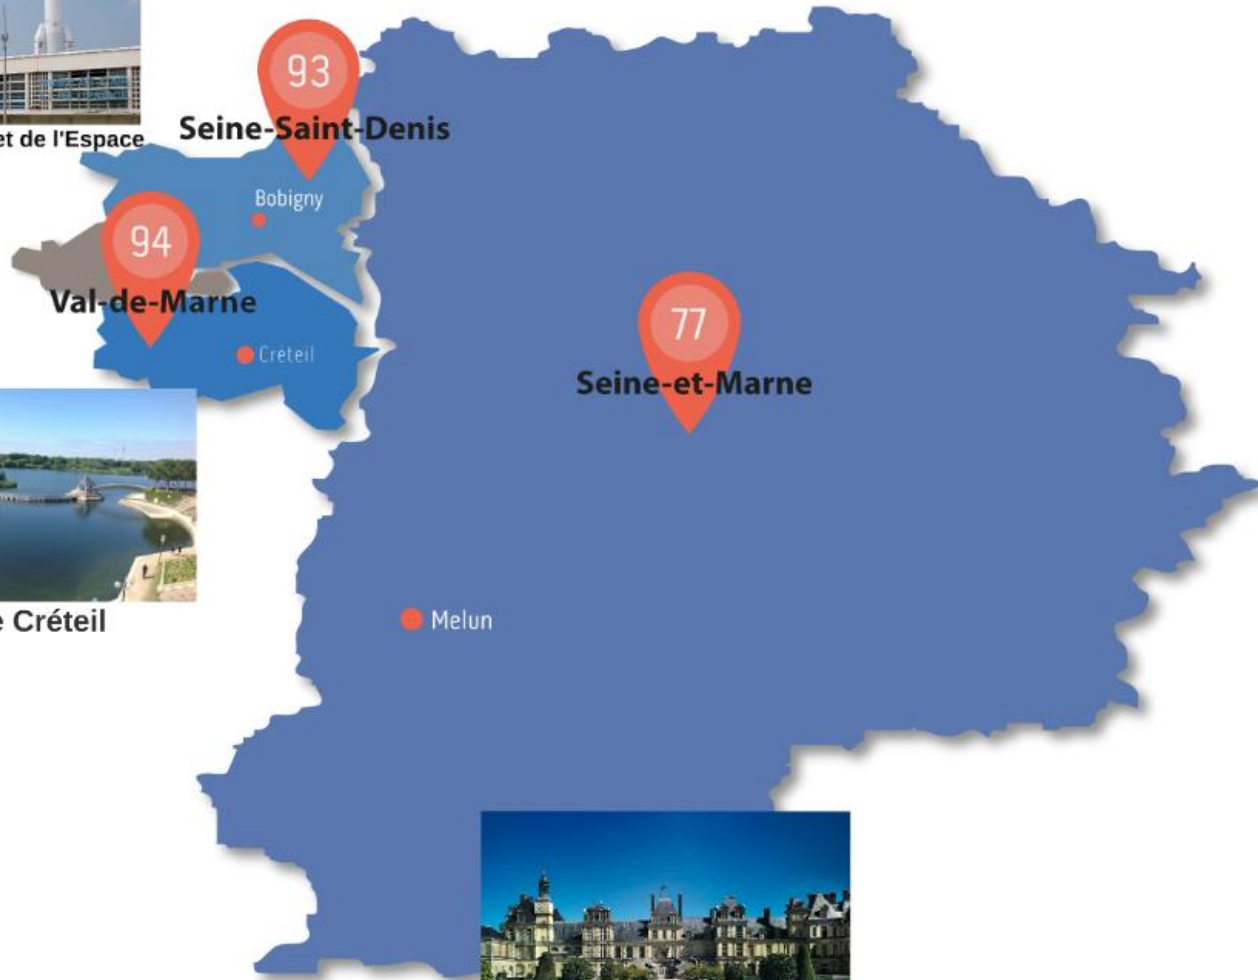 93
Seine-Saint-Denis
et de l'Espace
Bobigny
94
Val-de-Marne
77
Créteil
Seine-et-Marne
Créteil
Melun